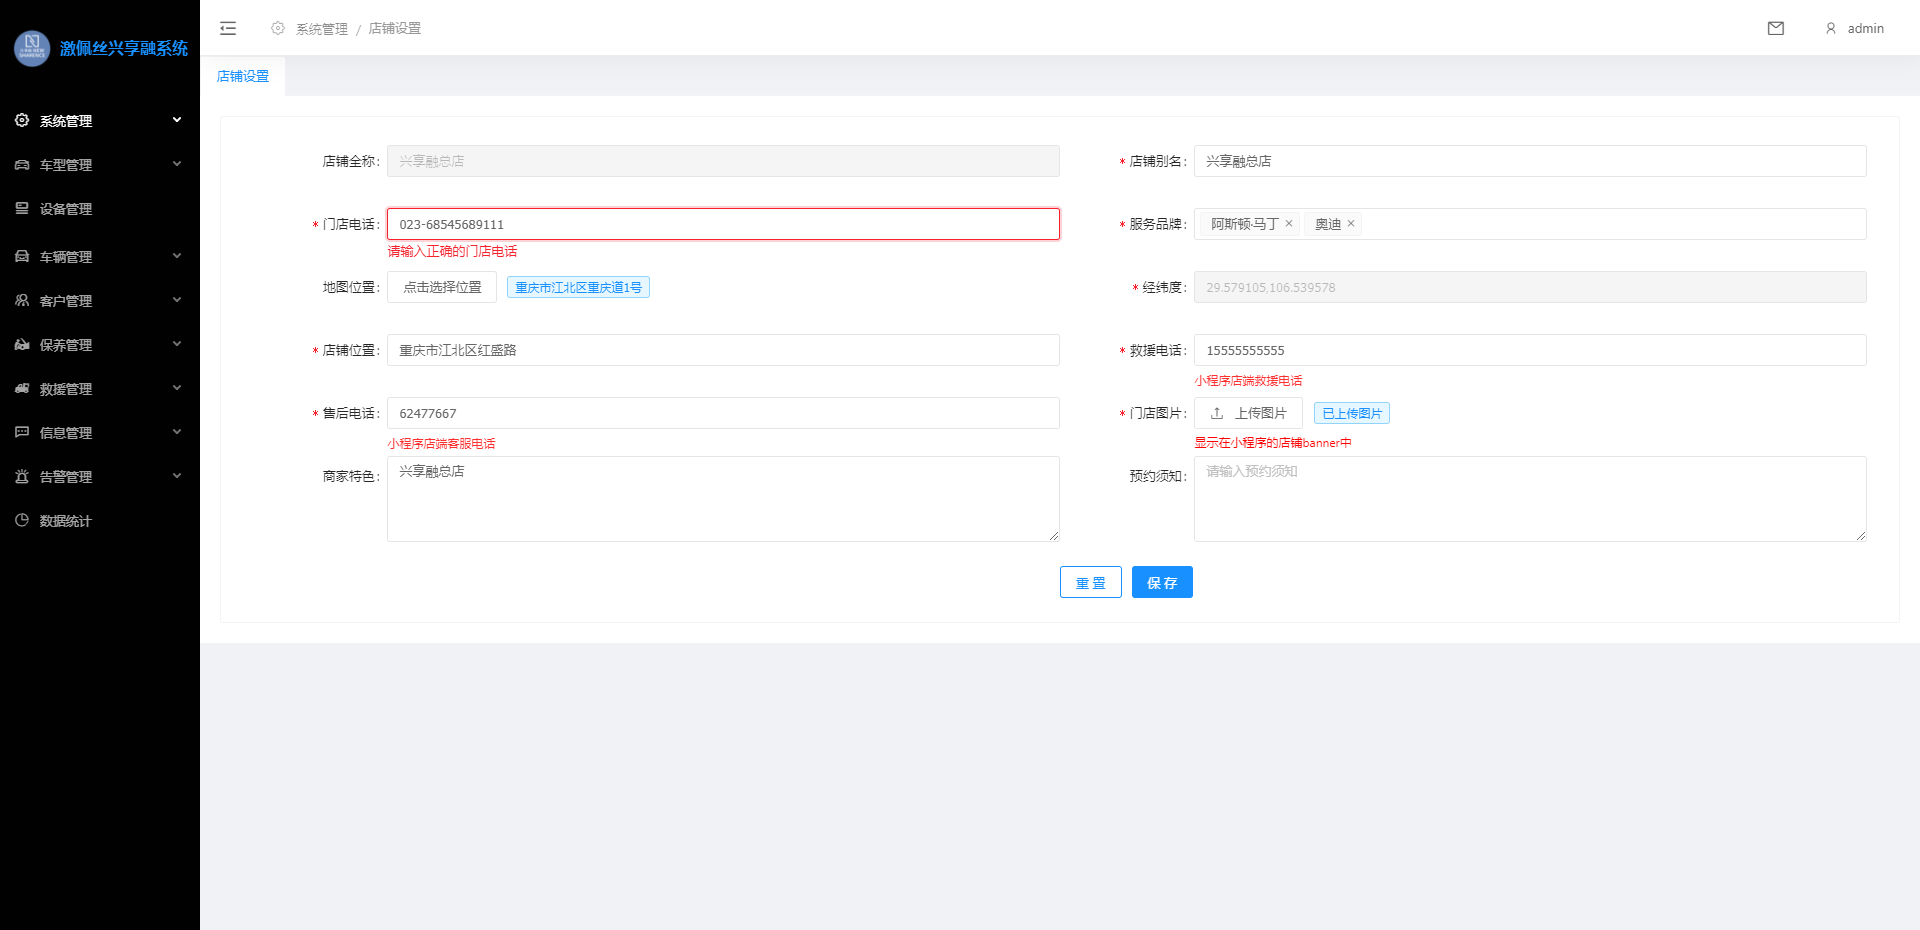 激佩丝兴享融系统
系统管理 / 店铺设置
admin
店铺设置
系统管理
车型管理
设备管理
车辆管理
客户管理
保养管理
救援管理
信息管理
告警管理
数据统计
店铺全称: 兴享融总店
* 店铺别名: 兴享融总店
* 门店电话: 023-68545689111
请输入正确的门店电话
* 服务品牌: 阿斯顿·马丁 × 奥迪 ×
地图位置: 点击选择位置 重庆市江北区重庆道1号
* 经纬度: 29.579105,106.539578
* 店铺位置: 重庆市江北区红盛路
* 救援电话: 15555555555
小程序店端救援电话
* 售后电话: 62477667
小程序店端客服电话
* 门店图片: 上传图片 已上传图片
显示在小程序的店铺banner中
商家特色: 兴享融总店
预约须知: 请输入预约须知
重 置 保 存